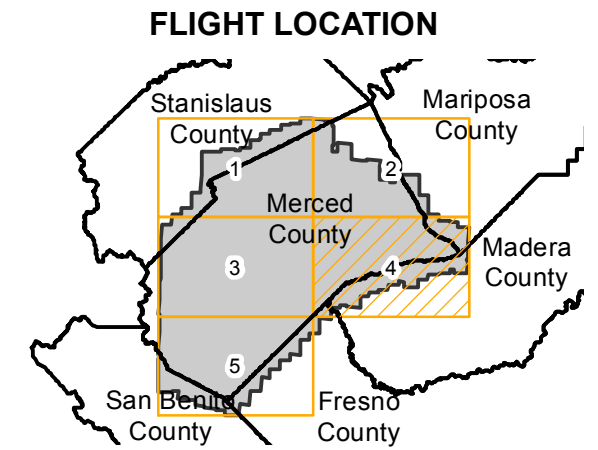 FLIGHT LOCATION
Stanislaus
County
Mariposa
County
1
2
Merced
County
Madera
County
3
4
5
San Benito
County
Fresno
County